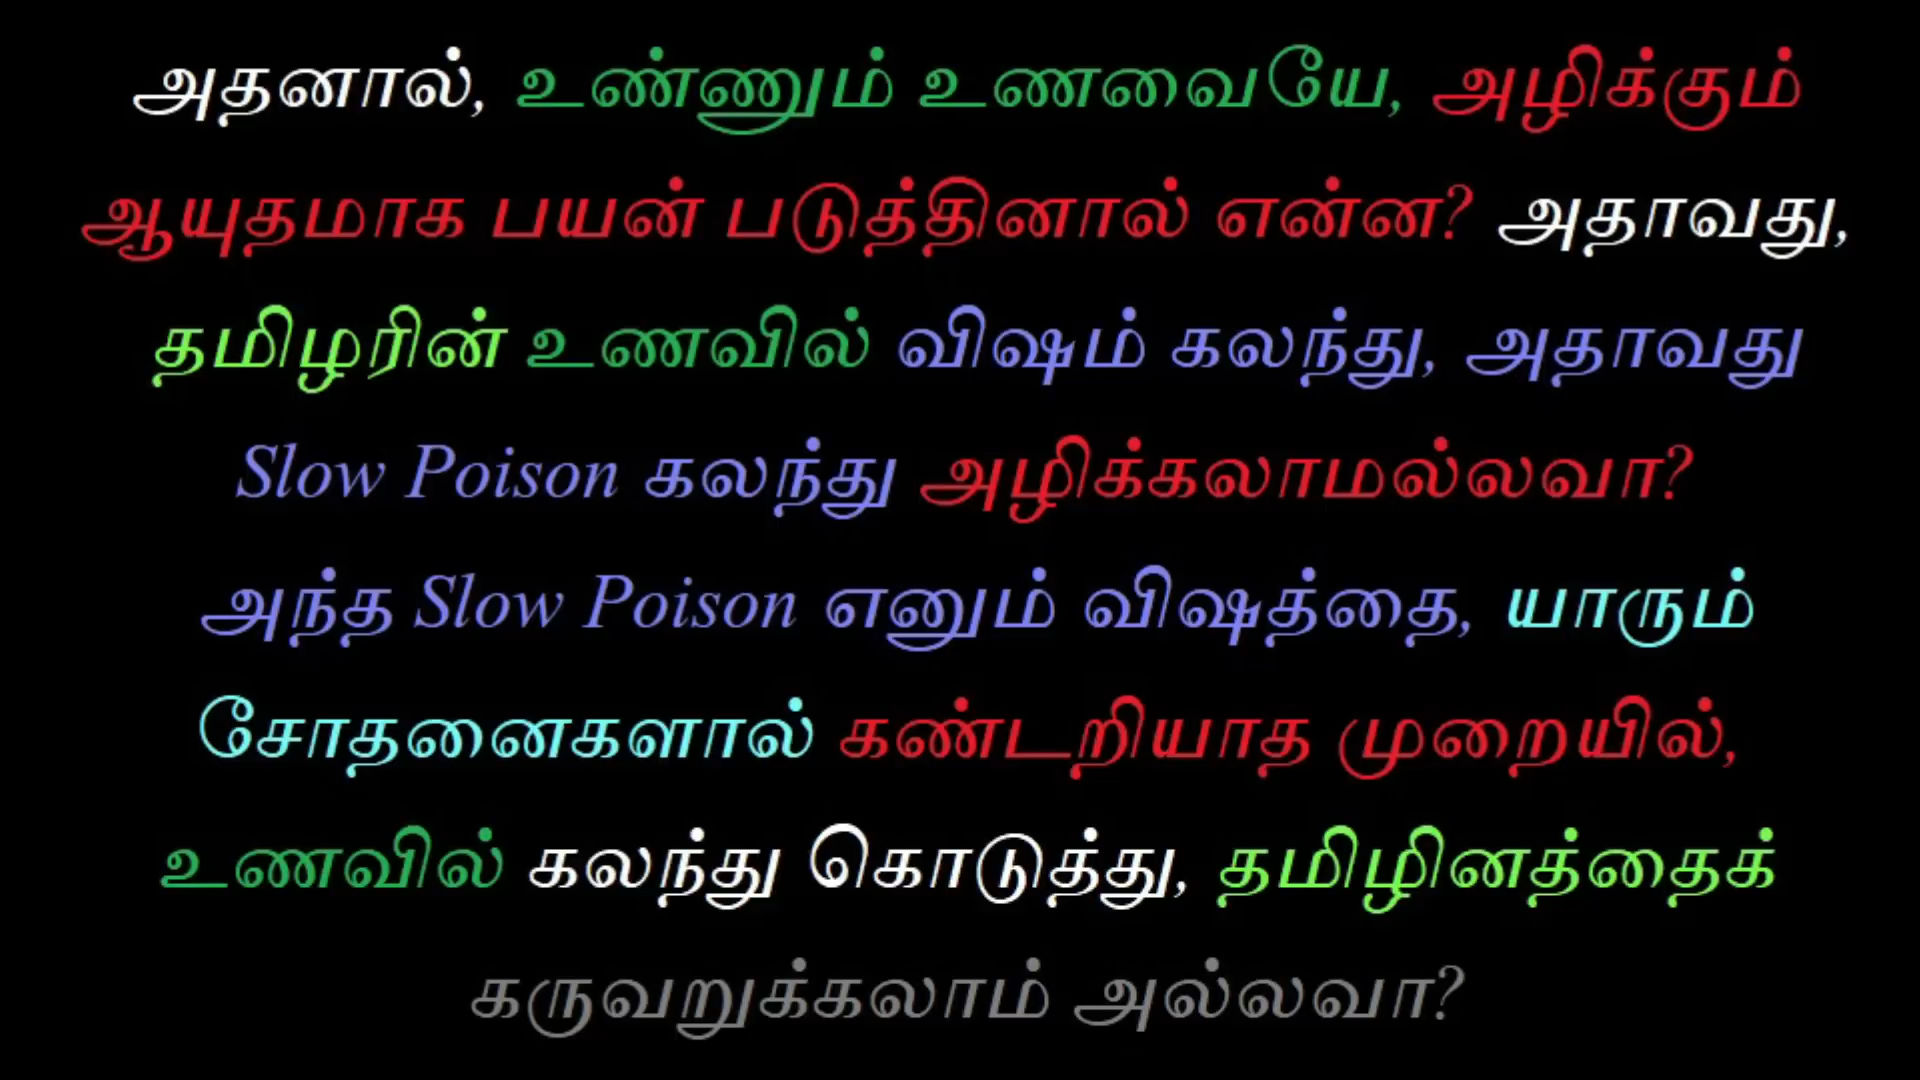 அதனால், உண்ணும் உணவையே, அழிக்கும்
ஆயுதமாக பயன் படுத்தினால் என்ன? அதாவது,
தமிழரின் உணவில் விஷம் கலந்து, அதாவது
Slow Poison கலந்து அழிக்கலாமல்லவா?
அந்த Slow Poison எனும் விஷத்தை, யாரும்
சோதனைகளால் கண்டறியாத முறையில்,
உணவில் கலந்து கொடுத்து, தமிழினத்தைக்
கருவறுக்கலாம் அல்லவா?